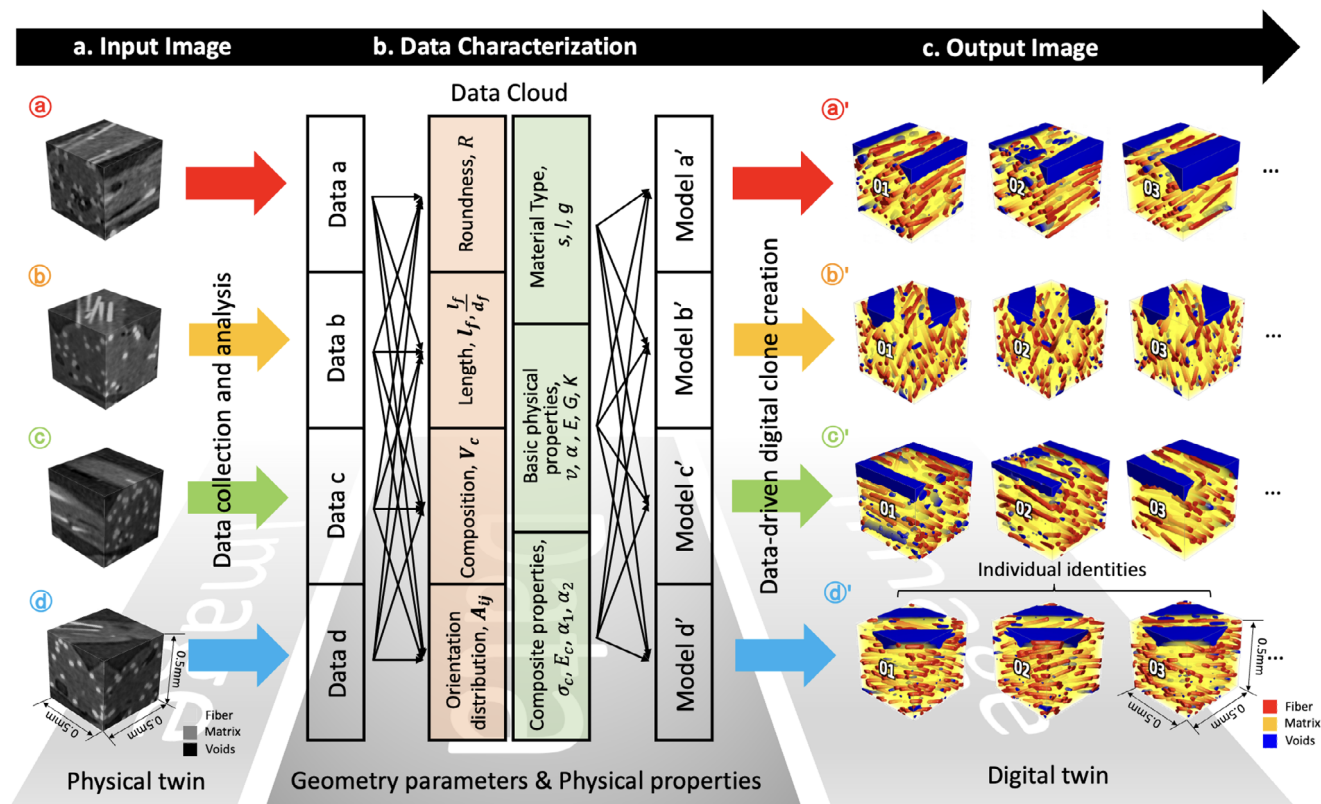 a. Input Image
b. Data Characterization
c. Output Image
Data Cloud
ⓐ
ⓑ
ⓒ
ⓓ
Data collection and analysis
0.5mm
0.5mm
0.5mm
Fiber
Matrix
Voids
Physical twin
Data a
Data b
Data c
Data d
Roundness, R
Length, l_f, l_f/d_f
Composition, V_c
Orientation
distribution, A_ij
Material Type,
s, l, g
Basic physical
properties,
v, α, E, G, K
Composite properties,
σ_c, E_c, α_1, α_2
Model a’
Model b’
Model c’
Model d’
Geometry parameters & Physical properties
Data-driven digital clone creation
ⓐ'
01
02
03
...
ⓑ'
01
02
03
...
ⓒ'
01
02
03
...
Individual identities
ⓓ'
01
02
03
...
0.5mm
0.5mm
0.5mm
Fiber
Matrix
Voids
Digital twin
Image
Data
Image